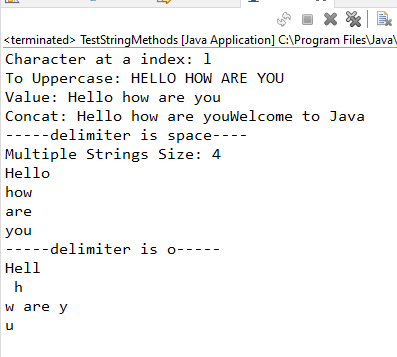 <terminated> TestStringMethods [Java Application] C:\Program Files\Java\
Character at a index: l
To Uppercase: HELLO HOW ARE YOU
Value: Hello how are you
Concat: Hello how are youWelcome to Java
-----delimiter is space----
Multiple Strings Size: 4
Hello
how
are
you
-----delimiter is o-----
Hell
 h
w are y
u